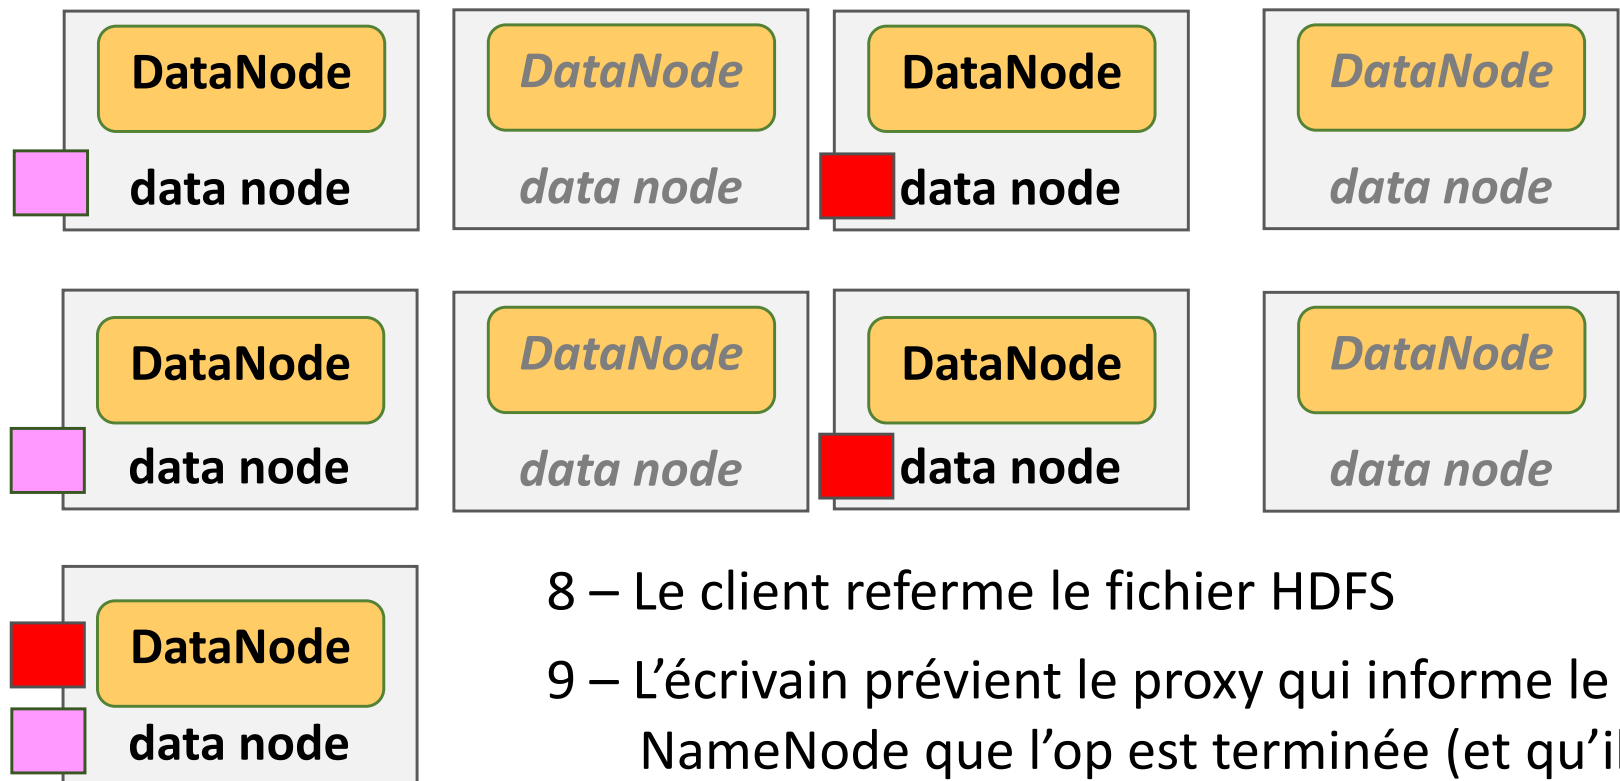 DataNode
DataNode
DataNode
DataNode
data node
data node
data node
data node
DataNode
DataNode
DataNode
DataNode
data node
data node
data node
data node
DataNode
data node
8 – Le client referme le fichier HDFS
9 – L’écrivain prévient le proxy qui informe le
NameNode que l’op est terminée (et qu’il